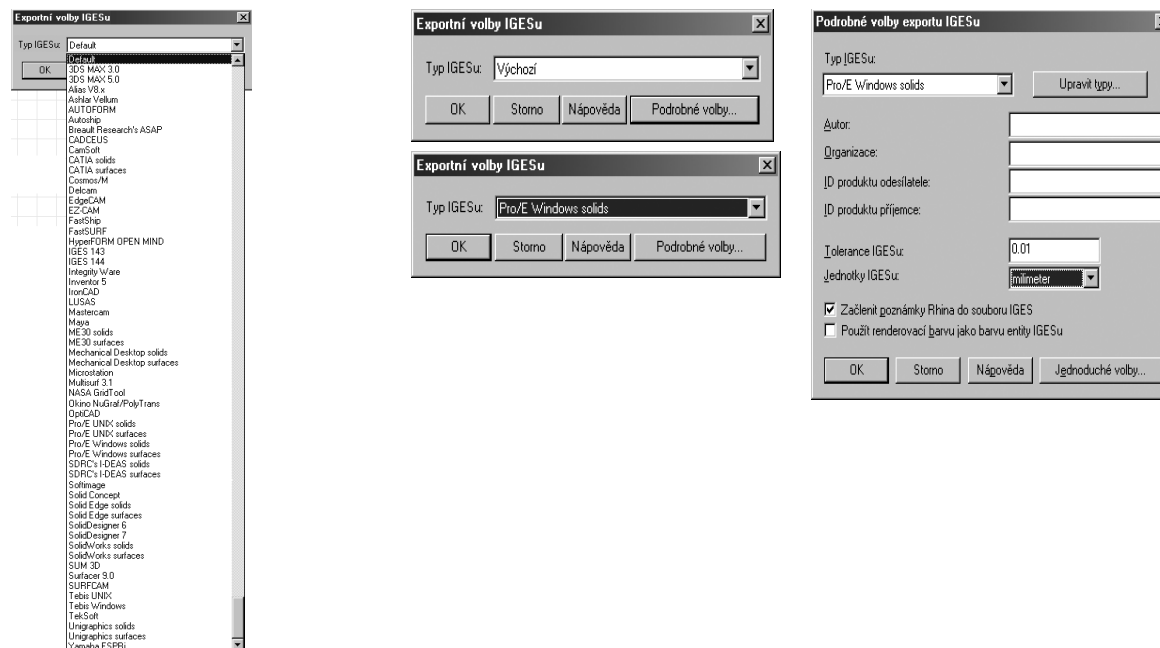 Exportní volby IGESu
Typ IGESu: Default
OK
Default
3DS MAX 3.0
3DS MAX 5.0
Alias V8.x
Ashlar Vellum
AUTOFORM
Autoship
Breault Research's ASAP
CADCEUS
CamSoft
CATIA solids
CATIA surfaces
Cosmos/M
Delcam
EdgeCAM
EZ-CAM
FastShip
FastSURF
HyperFORM OPEN MIND
IGES 143
IGES 144
Integrity Ware
Inventor 5
IronCAD
LUSAS
Mastercam
Maya
ME30 solids
ME30 surfaces
Mechanical Desktop solids
Mechanical Desktop surfaces
Microstation
Multisurf 3.1
NASA GridTool
Okino NuGraf/PolyTrans
OptiCAD
Pro/E UNIX solids
Pro/E UNIX surfaces
Pro/E Windows solids
Pro/E Windows surfaces
SDRC's I-DEAS solids
SDRC's I-DEAS surfaces
Softimage
Solid Concept
Solid Edge solids
Solid Edge surfaces
SolidDesigner 6
SolidDesigner 7
SolidWorks solids
SolidWorks surfaces
SUM 3D
Surfacer 9.0
SURFCAM
Tebis UNIX
Tebis Windows
TekSoft
Unigraphics solids
Unigraphics surfaces
Yamaha ESPRi
Exportní volby IGESu
Typ IGESu: Výchozí
OK Storno Nápověda Podrobné volby...
Exportní volby IGESu
Typ IGESu: Pro/E Windows solids
OK Storno Nápověda Podrobné volby...
Podrobné volby exportu IGESu
Typ IGESu:
Pro/E Windows solids Upravit typy...
Autor:
Organizace:
ID produktu odesílatele:
ID produktu příjemce:
Tolerance IGESu: 0.01
Jednotky IGESu: milimeter
Začlenit poznámky Rhina do souboru IGES
Použít renderovací barvu jako barvu entity IGESu
OK Storno Nápověda Jednoduché volby...